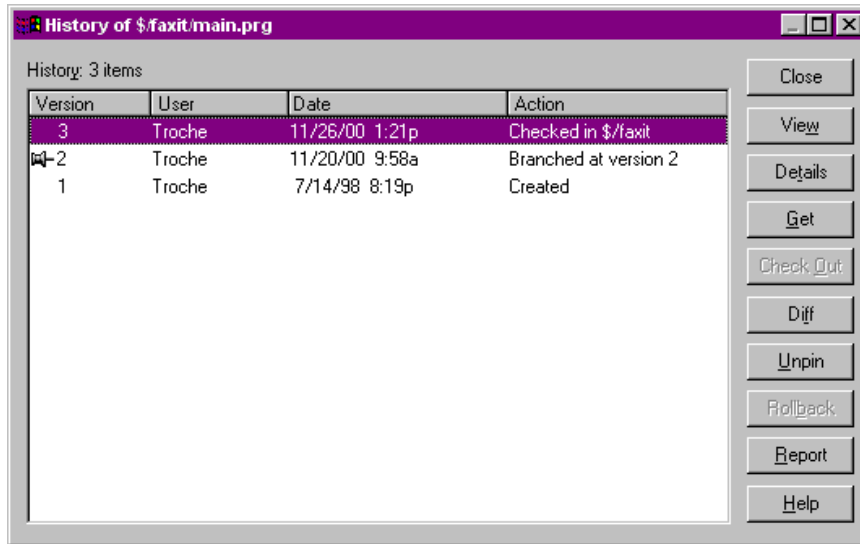 History of $/faxit/main.prg
History: 3 items
Version User Date Action
3 Troche 11/26/00 1:21p Checked in $/faxit
2 Troche 11/20/00 9:58a Branched at version 2
1 Troche 7/14/98 8:19p Created
Close
View
Details
Get
Check Out
Diff
Unpin
Rollback
Report
Help